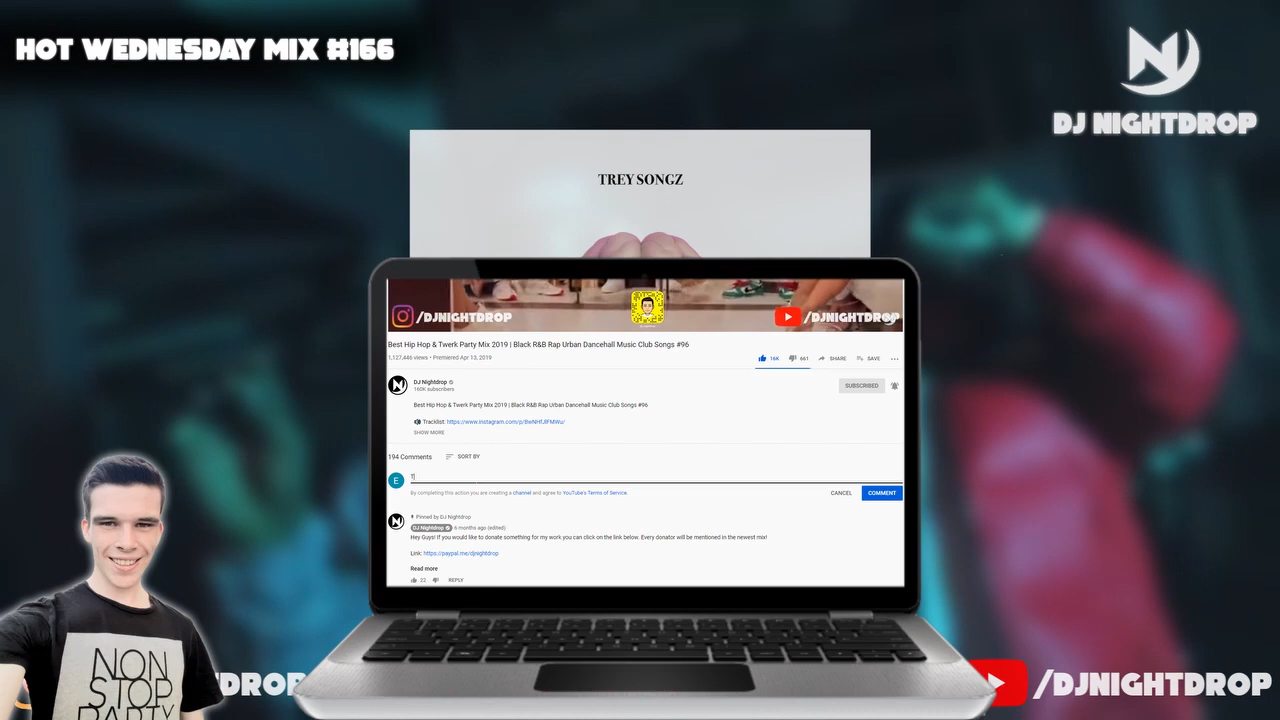 HOT WEDNESDAY MIX #166
DJ NIGHTDROP
TREY SONGZ
/DJNIGHTDROP
/DJNIGHTDROP
Best Hip Hop & Twerk Party Mix 2019 | Black R&B Rap Urban Dancehall Music Club Songs #96
1,127,446 views • Premiered Apr 13, 2019
16K 661 SHARE SAVE
DJ Nightdrop
160K subscribers
SUBSCRIBED
Best Hip Hop & Twerk Party Mix 2019 | Black R&B Rap Urban Dancehall Music Club Songs #96
Tracklist: https://www.instagram.com/p/BwNHfJlFMWu/
SHOW MORE
194 Comments SORT BY
E
T
By completing this action you are creating a channel and agree to YouTube's Terms of Service.
CANCEL COMMENT
Pinned by DJ Nightdrop
DJ Nightdrop 6 months ago (edited)
Hey Guys! If you would like to donate something for my work you can click on the link below. Every donator will be mentioned in the newest mix!
Link: https://paypal.me/djnightdrop
Read more
22 REPLY
NON
STOP
PARTY
DROP
/DJNIGHTDROP